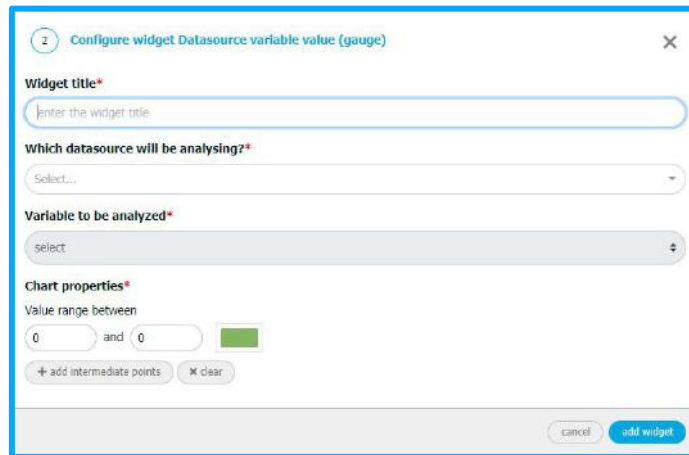 2 Configure widget Datasource variable value (gauge)
Widget title*
enter the widget title
Which datasource will be analysing?*
Select...
Variable to be analyzed*
select
Chart properties*
Value range between
0 and 0
+ add intermediate points × clear
cancel add widget